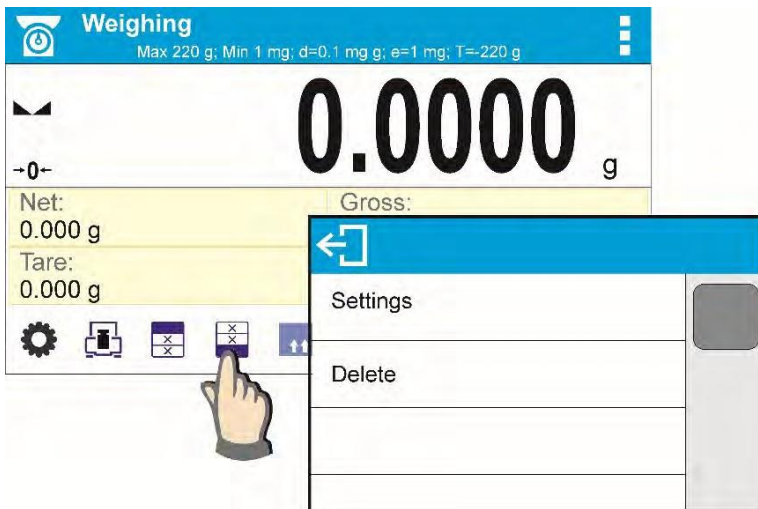 Weighing
Max 220 g; Min 1 mg; d=0.1 mg g; e=1 mg; T=-220 g
0.0000 g
→0←
Net:
0.000 g
Gross:
Tare:
0.000 g
Settings
Delete